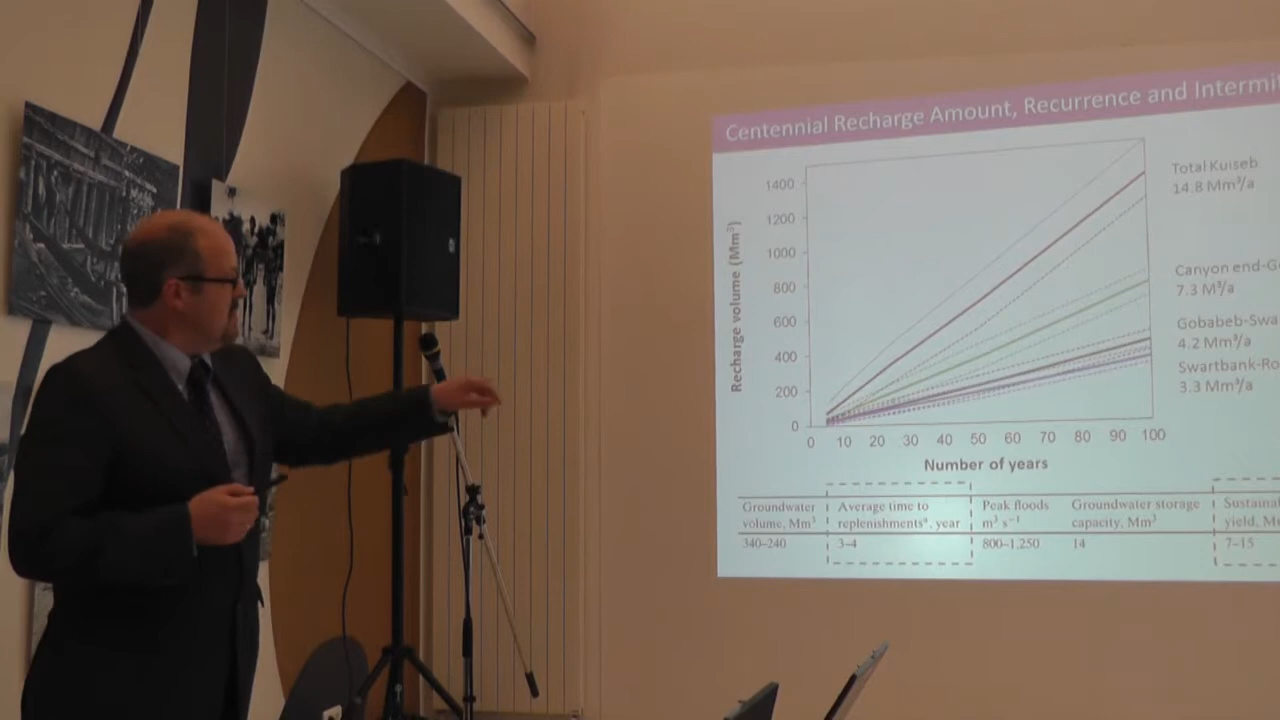 Centennial Recharge Amount, Recurrence and Intermit
Total Kuiseb
14.8 Mm³/a
Canyon end-G
7.3 M³/a
Gobabeb-Swa
4.2 Mm³/a
Swartbank-Ro
3.3 Mm³/a
Recharge volume (Mm³)
1400
1200
1000
800
600
400
200
0
0 10 20 30 40 50 60 70 80 90 100
Number of years
Groundwater Average time to Peak floods Groundwater storage Sustainal
volume, Mm³ replenishmentsᵃ, year m³ s⁻¹ capacity, Mm³ yield, M
340–240 3–4 800–1,250 14 7–15